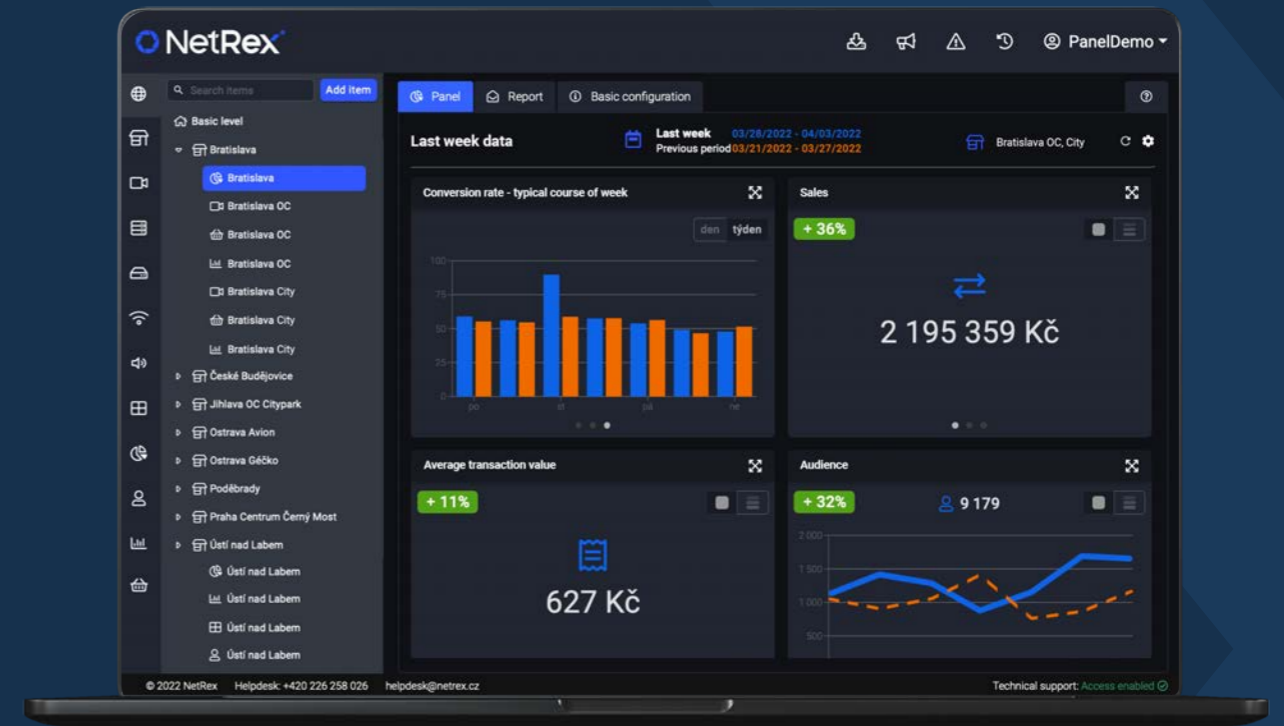 NetRex
PanelDemo
Search items
Add item
Panel
Report
Basic configuration
Basic level
Bratislava
Bratislava
Bratislava OC
Bratislava OC
Bratislava OC
Bratislava City
Bratislava City
Bratislava City
České Budějovice
Jihlava OC Citypark
Ostrava Avion
Ostrava Géčko
Poděbrady
Praha Centrum Černý Most
Ústí nad Labem
Ústí nad Labem
Ústí nad Labem
Ústí nad Labem
Ústí nad Labem
Last week data
Last week 03/28/2022 - 04/03/2022
Previous period 03/21/2022 - 03/27/2022
Bratislava OC, City
Conversion rate - typical course of week
den týden
100
75
50
25
0
po st pá ne
Sales
+ 36%
2 195 359 Kč
Average transaction value
+ 11%
627 Kč
Audience
+ 32%
9 179
2 000
1 500
1 000
500
© 2022 NetRex Helpdesk: +420 226 258 026 helpdesk@netrex.cz
Technical support: Access enabled